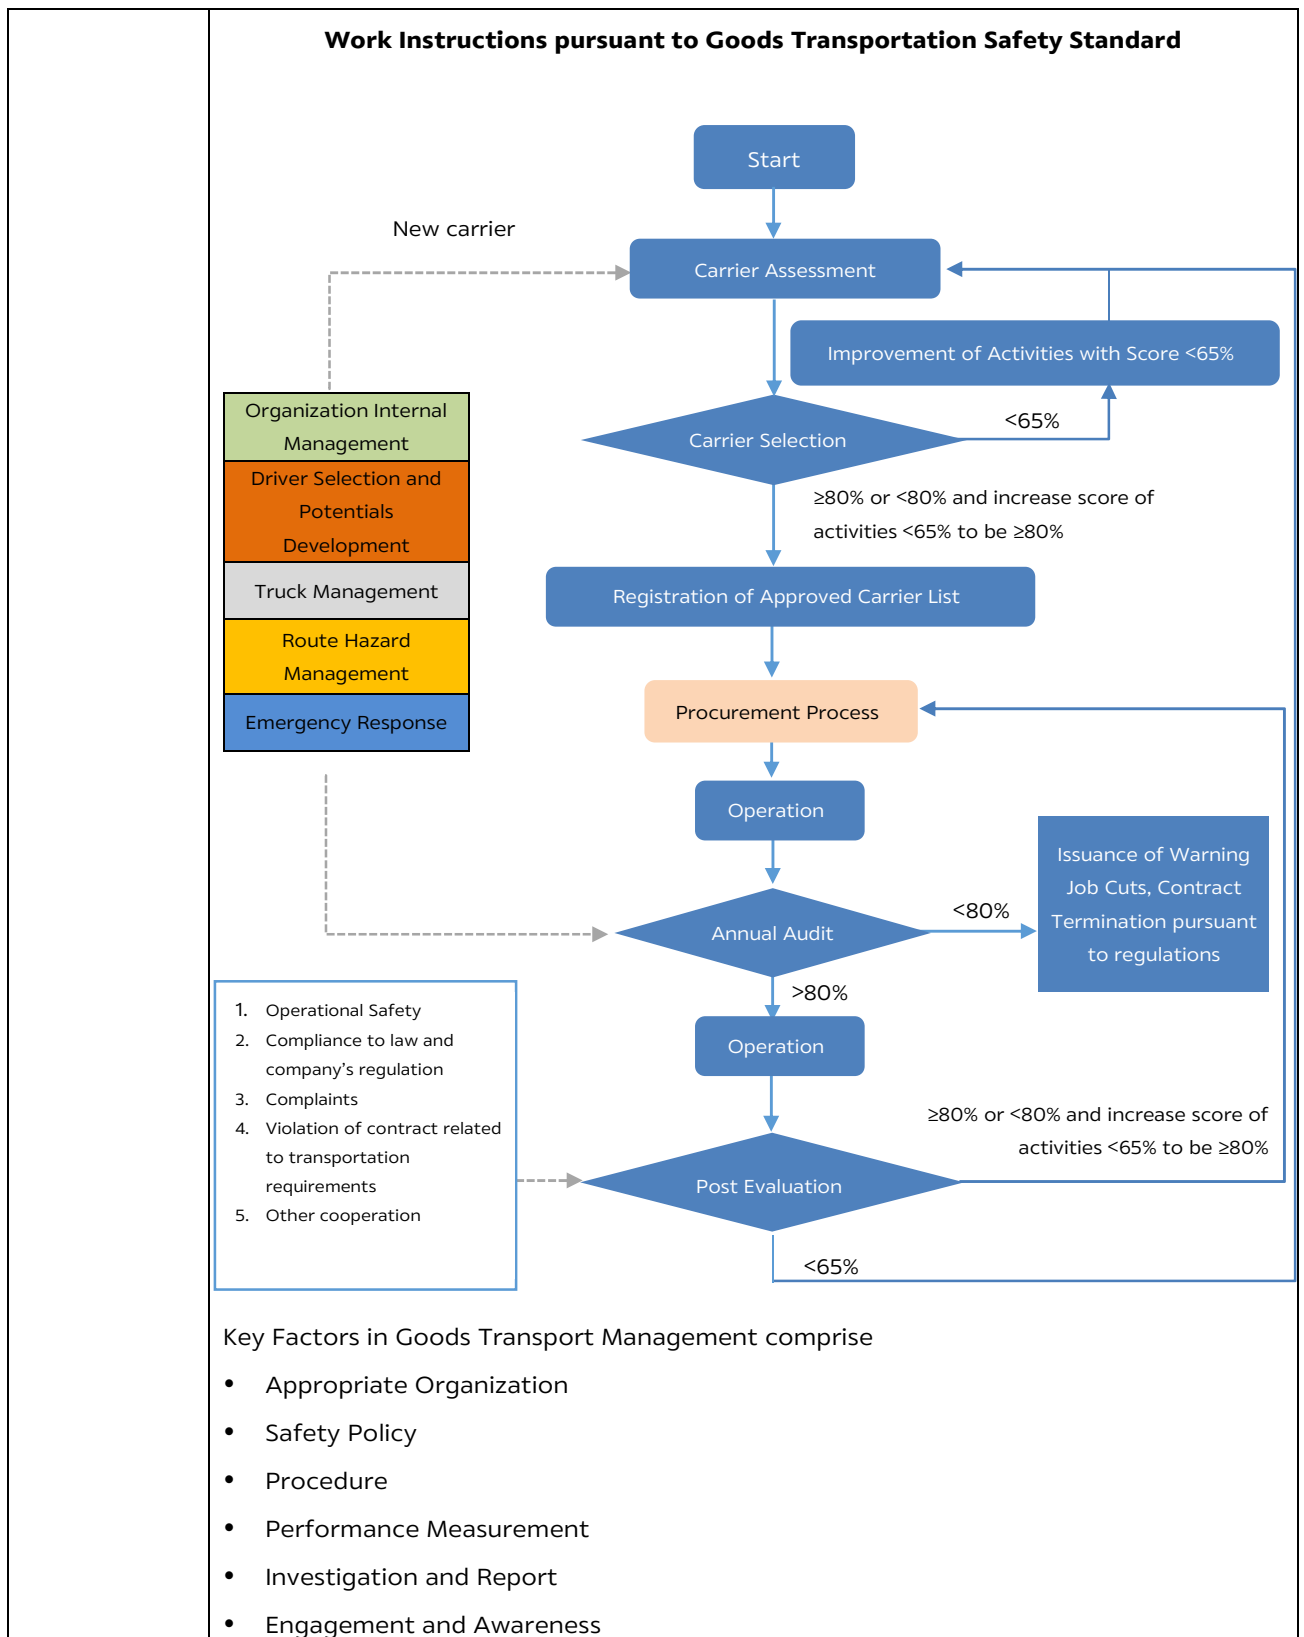 Work Instructions pursuant to Goods Transportation Safety Standard
Start
New carrier
Carrier Assessment
Improvement of Activities with Score <65%
Organization Internal
Management
Driver Selection and
Potentials
Development
Truck Management
Route Hazard
Management
Emergency Response
Carrier Selection
<65%
≥80% or <80% and increase score of
activities <65% to be ≥80%
Registration of Approved Carrier List
Procurement Process
Operation
Issuance of Warning
Job Cuts, Contract
Termination pursuant
to regulations
<80%
Annual Audit
>80%
1. Operational Safety
2. Compliance to law and
company’s regulation
3. Complaints
4. Violation of contract related
to transportation
requirements
5. Other cooperation
Operation
≥80% or <80% and increase score of
activities <65% to be ≥80%
Post Evaluation
<65%
Key Factors in Goods Transport Management comprise
• Appropriate Organization
• Safety Policy
• Procedure
• Performance Measurement
• Investigation and Report
• Engagement and Awareness